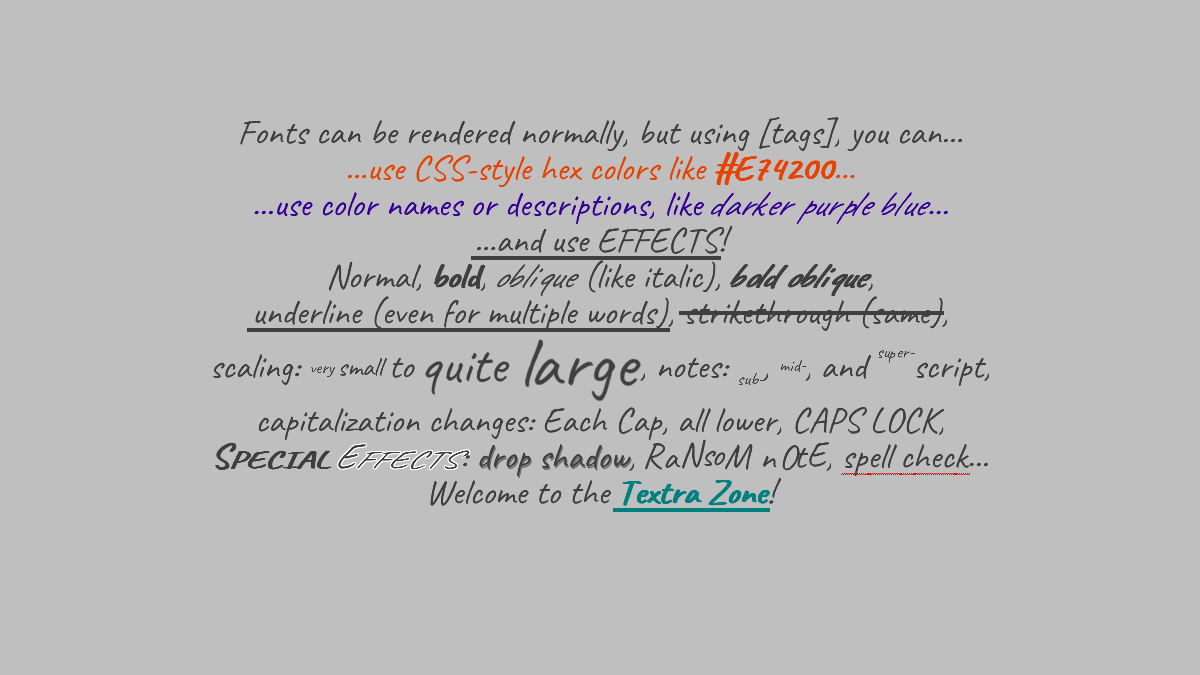 Fonts can be rendered normally, but using [tags], you can...
...use CSS-style hex colors like #E74200...
...use color names or descriptions, like darker purple blue...
...and use EFFECTS!
Normal, bold, oblique (like italic), bold oblique,
underline (even for multiple words), strikethrough (same),
scaling: very small to quite large, notes: sub-, mid-, and super-script,
capitalization changes: Each Cap, all lower, CAPS LOCK,
SPECIAL EFFECTS: drop shadow, RaNsoM nOtE, spell check...
Welcome to the Textra Zone!